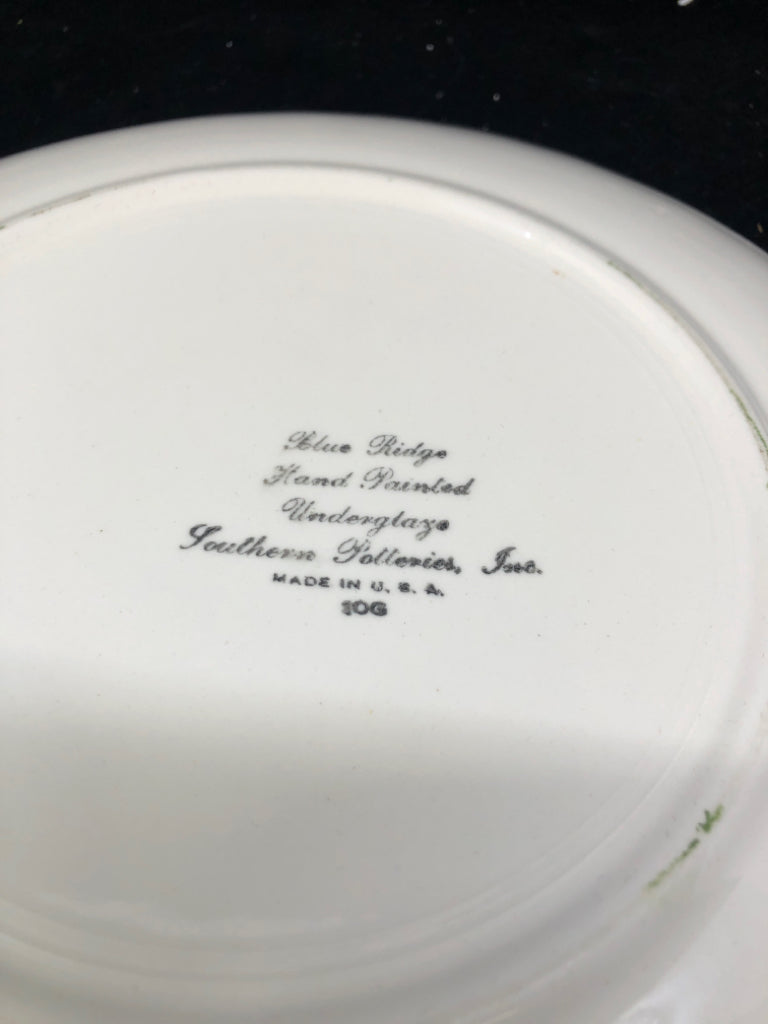 Blue Ridge
Hand Painted
Underglaze
Southern Potteries, Inc.
MADE IN U. S. A.
10G